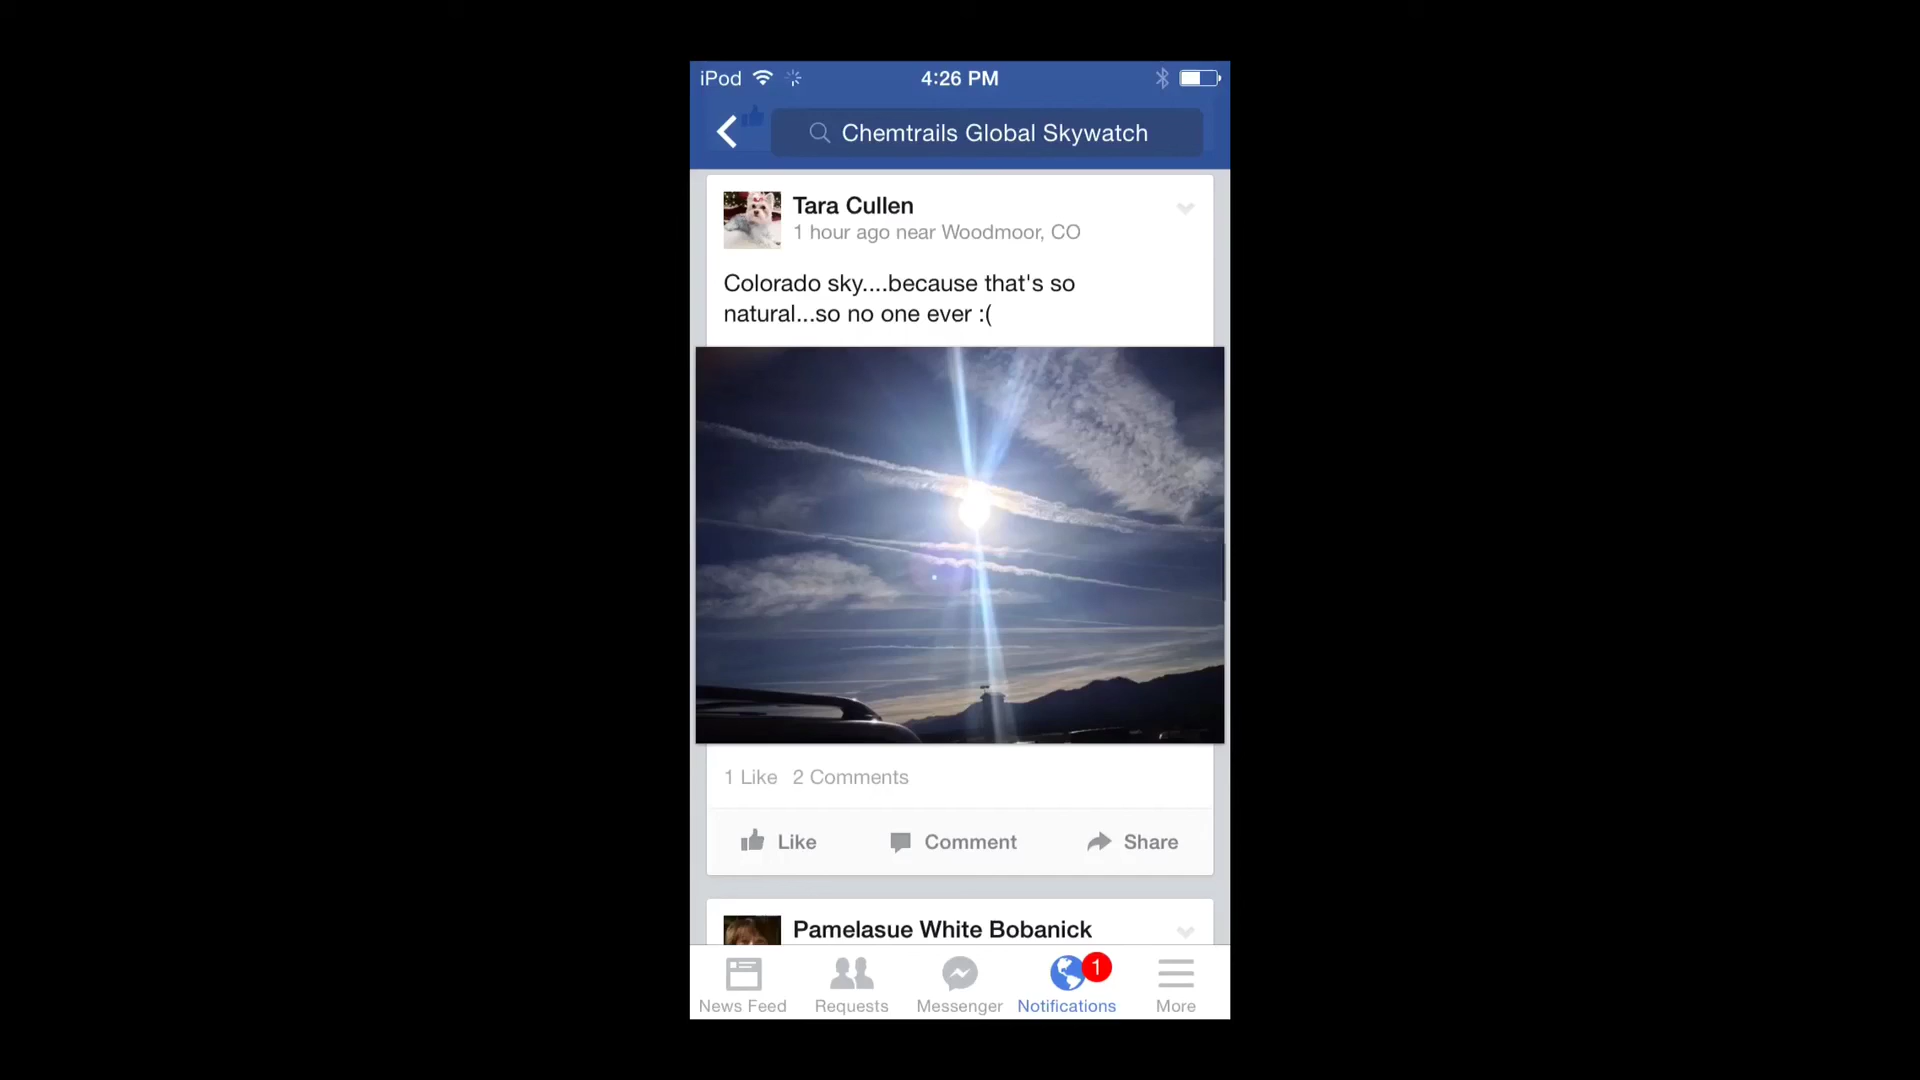 iPod 4:26 PM
Chemtrails Global Skywatch
Tara Cullen
1 hour ago near Woodmoor, CO
Colorado sky....because that's so
natural...so no one ever :(
1 Like 2 Comments
Like Comment Share
Pamelasue White Bobanick
1
News Feed Requests Messenger Notifications More